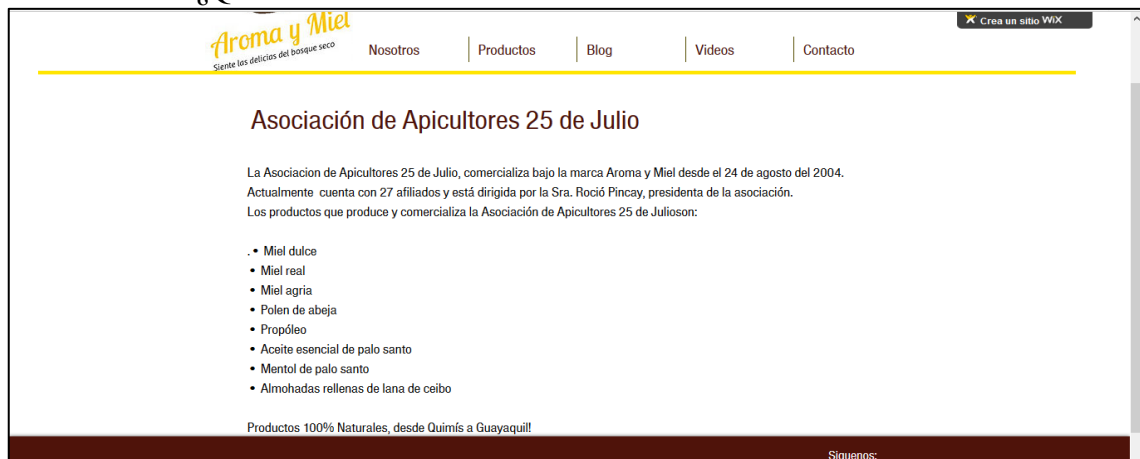 Crea un sitio WiX
Aroma y Miel
Siente las delicias del bosque seco
Nosotros
Productos
Blog
Videos
Contacto
Asociación de Apicultores 25 de Julio
La Asociacion de Apicultores 25 de Julio, comercializa bajo la marca Aroma y Miel desde el 24 de agosto del 2004.
Actualmente cuenta con 27 afiliados y está dirigida por la Sra. Roció Pincay, presidenta de la asociación.
Los productos que produce y comercializa la Asociación de Apicultores 25 de Julioson:
. • Miel dulce
• Miel real
• Miel agria
• Polen de abeja
• Propóleo
• Aceite esencial de palo santo
• Mentol de palo santo
• Almohadas rellenas de lana de ceibo
Productos 100% Naturales, desde Quimís a Guayaquil!
Siguenos: